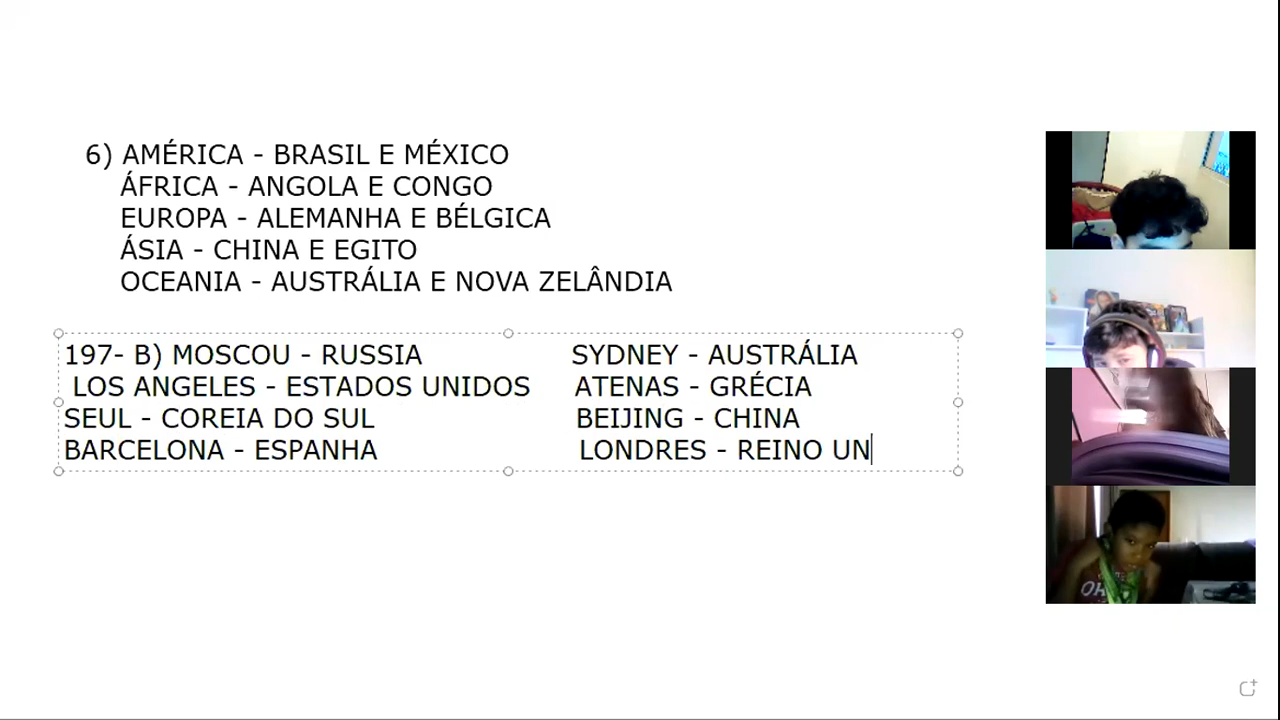 6) AMÉRICA - BRASIL E MÉXICO
ÁFRICA - ANGOLA E CONGO
EUROPA - ALEMANHA E BÉLGICA
ÁSIA - CHINA E EGITO
OCEANIA - AUSTRÁLIA E NOVA ZELÂNDIA
197- B) MOSCOU - RUSSIA SYDNEY - AUSTRÁLIA
LOS ANGELES - ESTADOS UNIDOS ATENAS - GRÉCIA
SEUL - COREIA DO SUL BEIJING - CHINA
BARCELONA - ESPANHA LONDRES - REINO UN